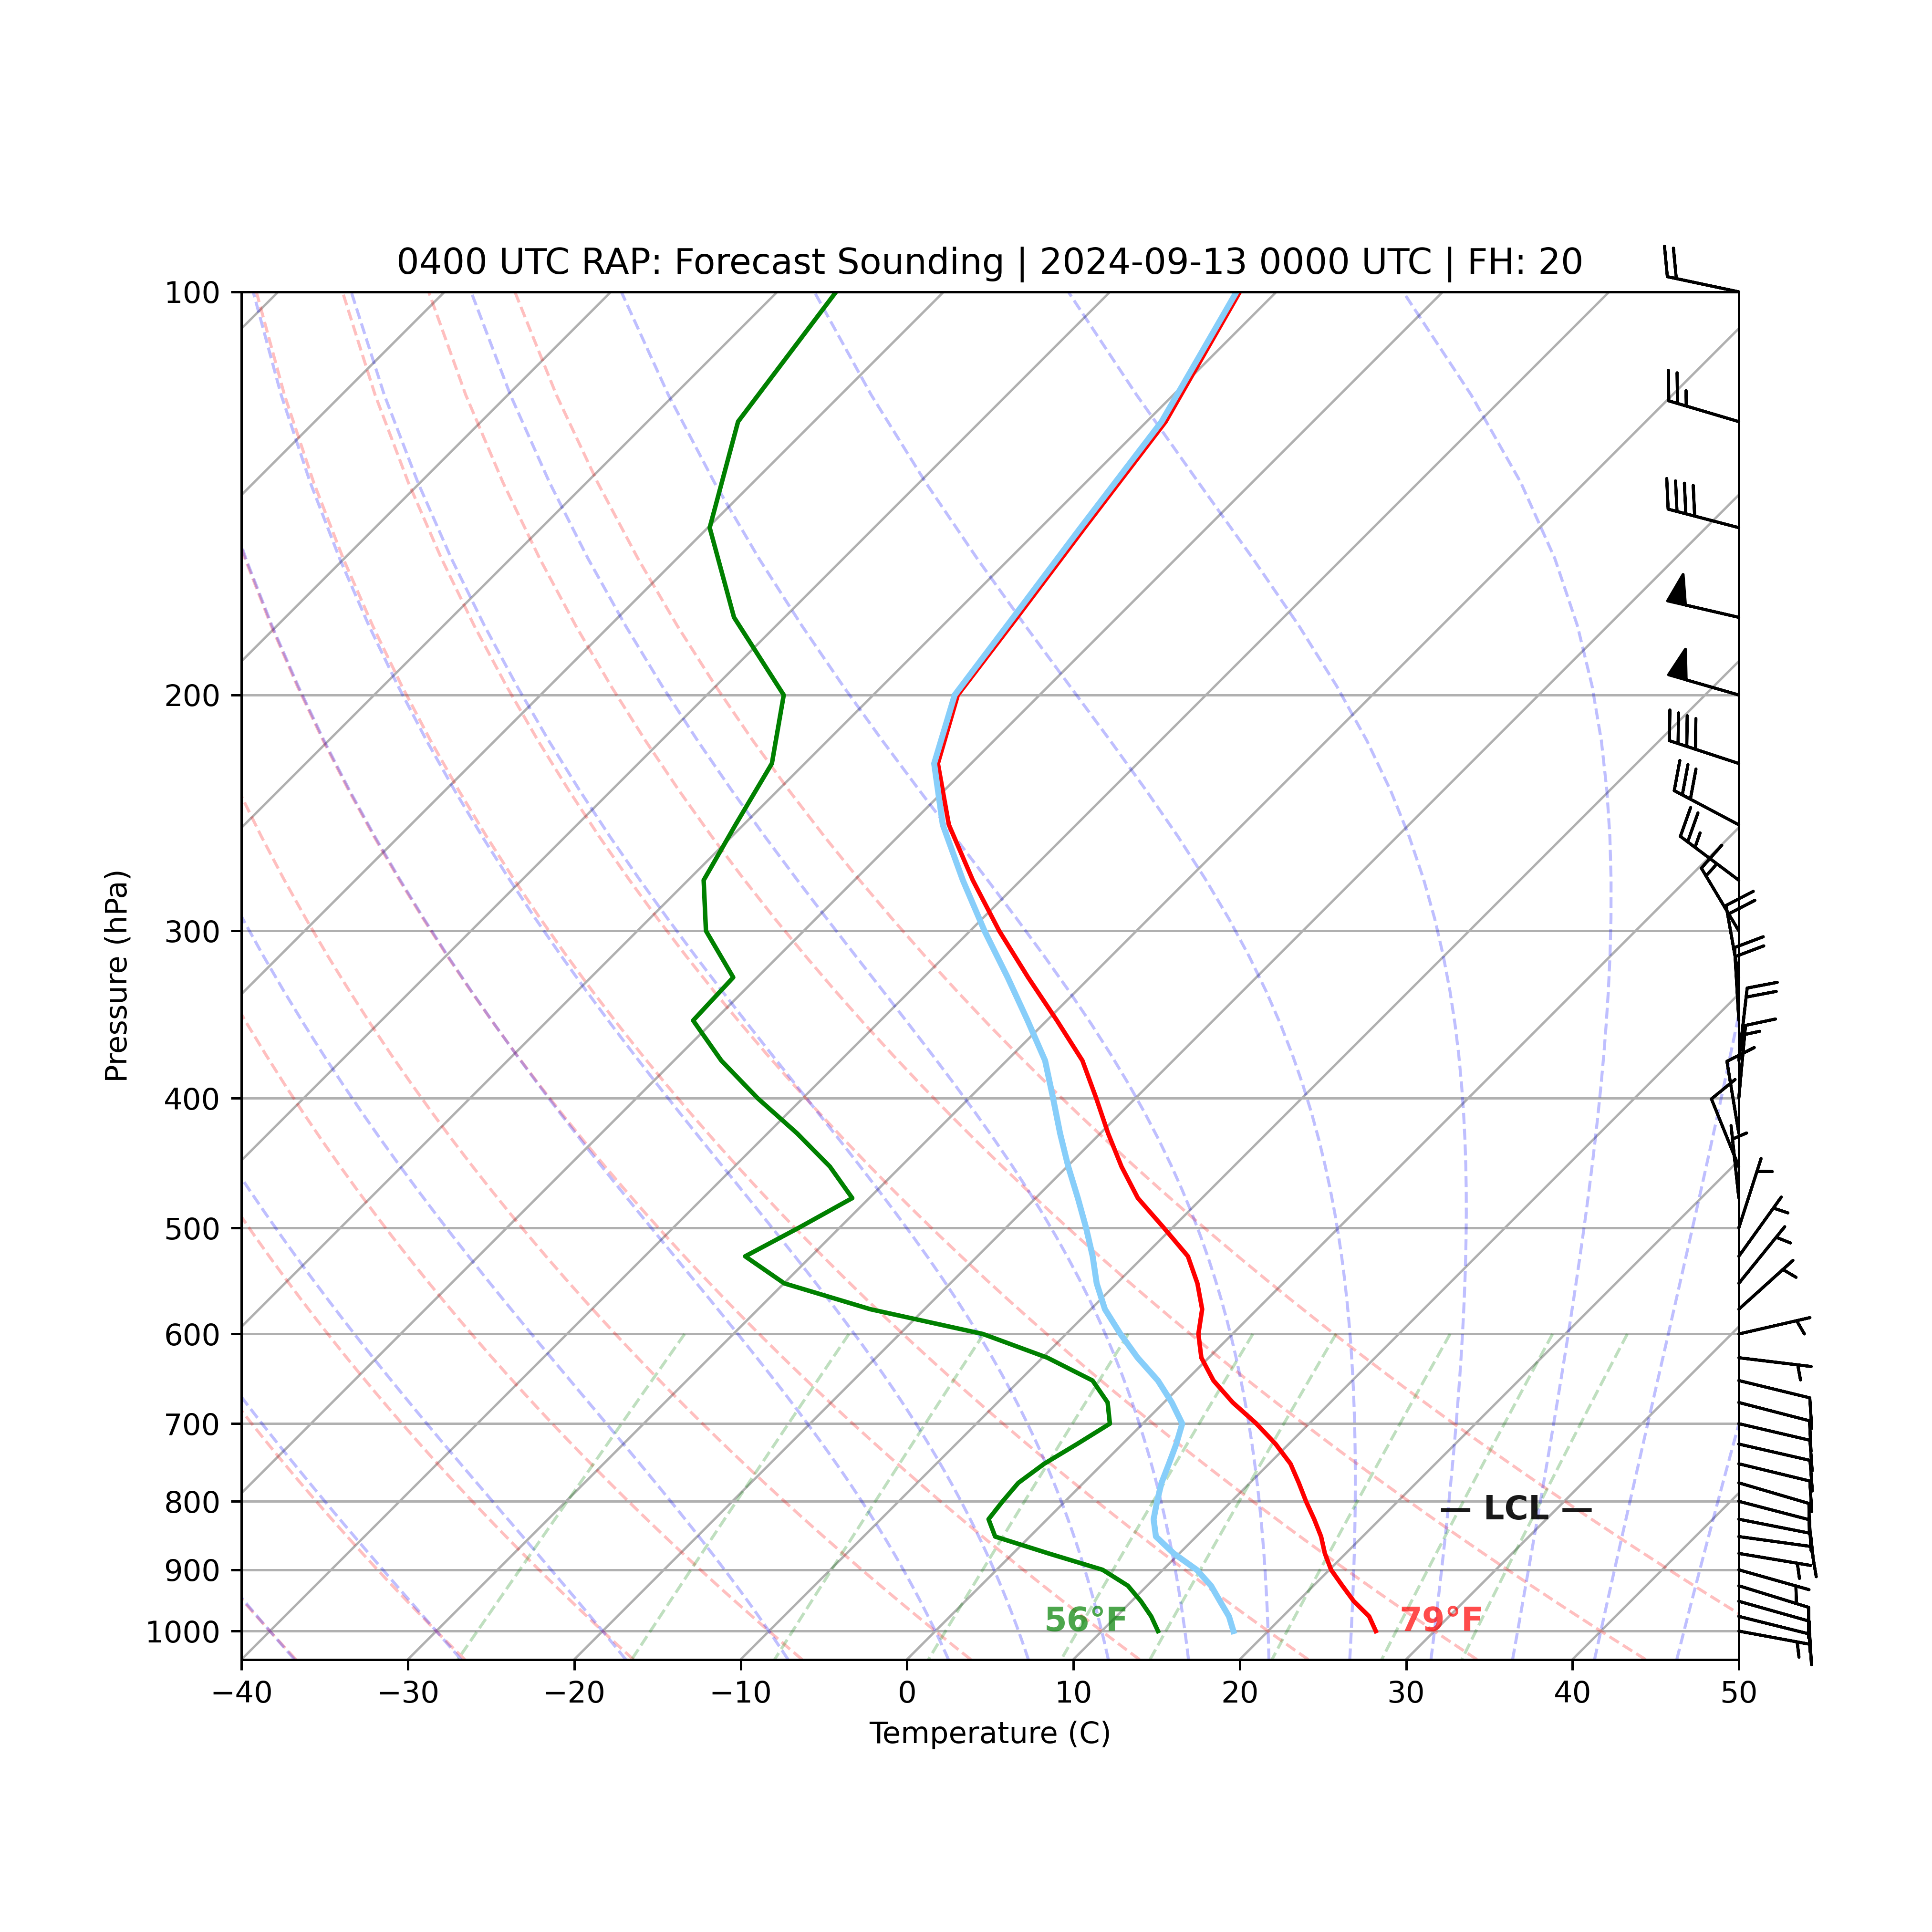 0400 UTC RAP: Forecast Sounding | 2024-09-13 0000 UTC | FH: 20
100
200
300
400
500
600
700
800
900
1000
Pressure (hPa)
— LCL —
56°F
79°F
−40 −30 −20 −10 0 10 20 30 40 50
Temperature (C)